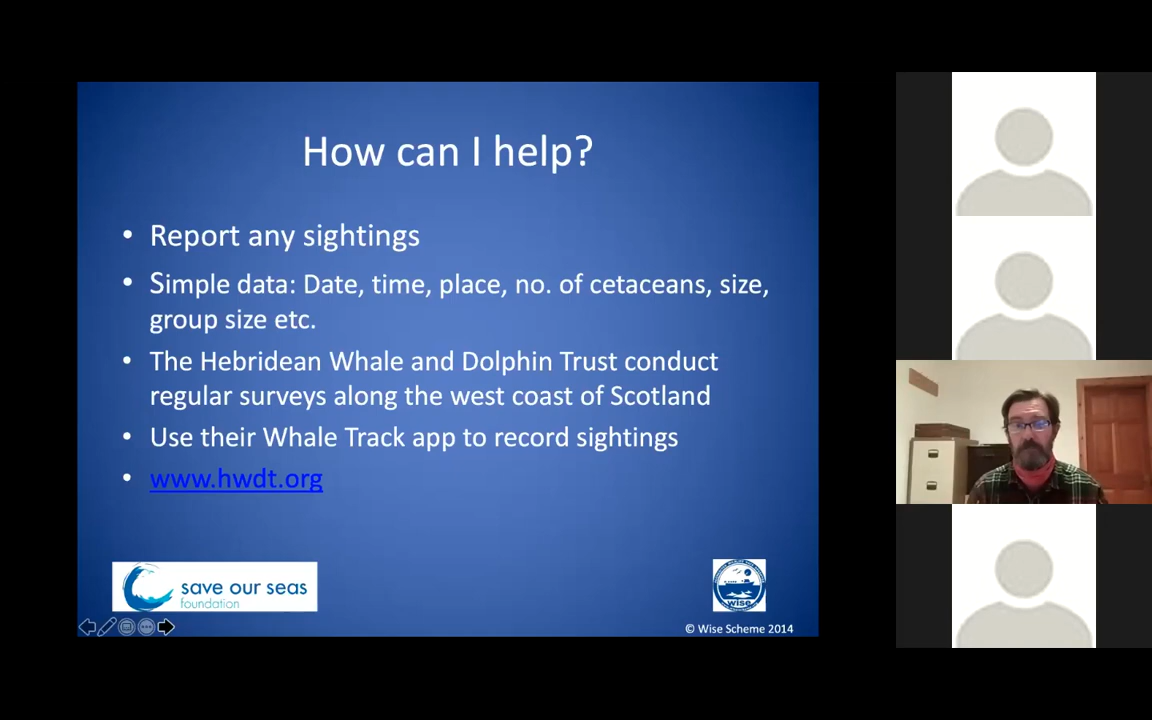 How can I help?
• Report any sightings
• Simple data: Date, time, place, no. of cetaceans, size,
group size etc.
• The Hebridean Whale and Dolphin Trust conduct
regular surveys along the west coast of Scotland
• Use their Whale Track app to record sightings
• www.hwdt.org
save our seas
foundation
wise
© Wise Scheme 2014